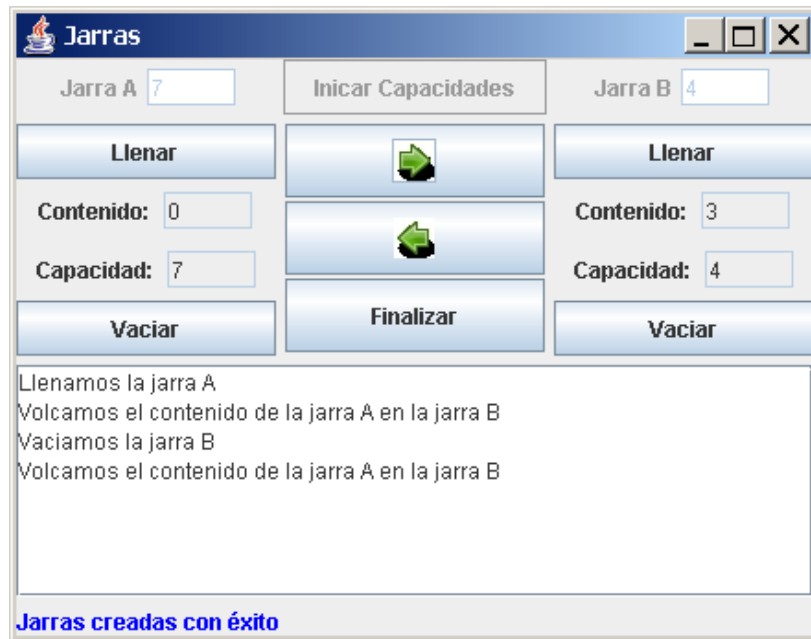 Jarras
Jarra A 7 Inicar Capacidades Jarra B 4
Llenar Llenar
Contenido: 0 Contenido: 3
Capacidad: 7 Capacidad: 4
Vaciar Finalizar Vaciar
Llenamos la jarra A
Volcamos el contenido de la jarra A en la jarra B
Vaciamos la jarra B
Volcamos el contenido de la jarra A en la jarra B
Jarras creadas con éxito